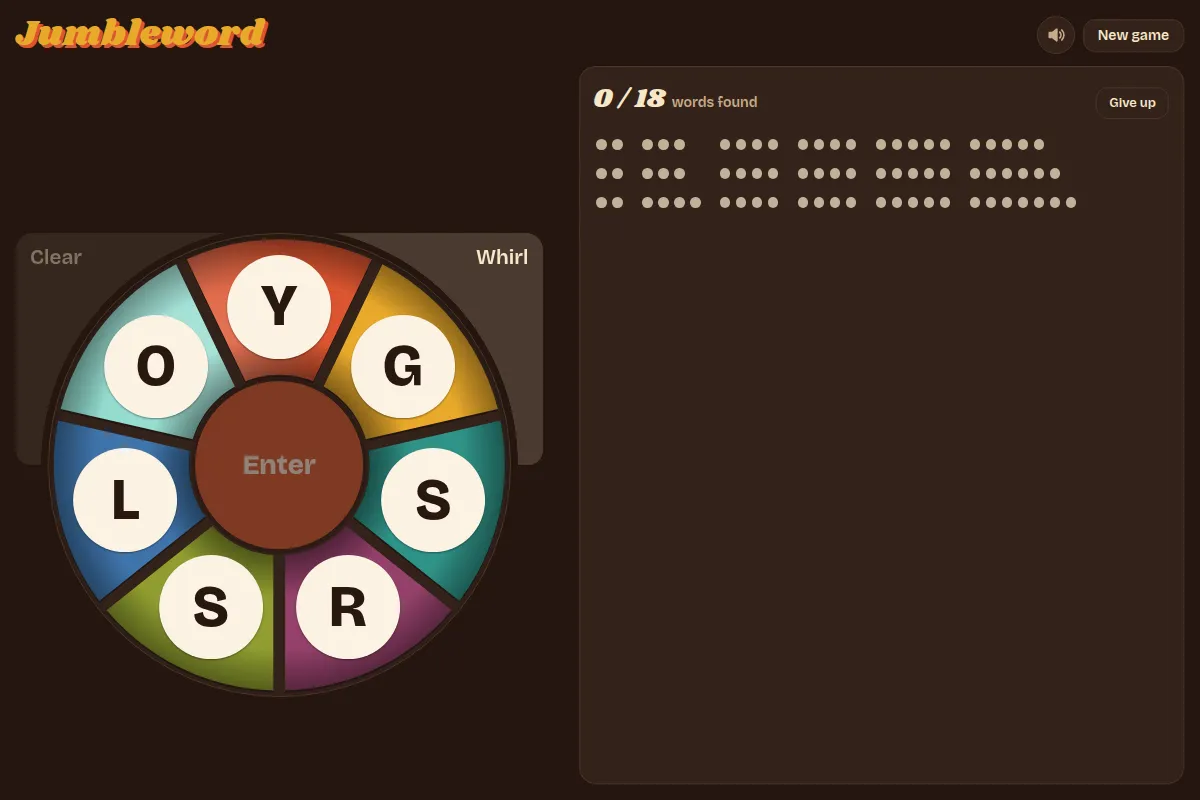 Jumbleword
New game
0 / 18 words found
Give up
Clear
Whirl
Y
O
G
L
Enter
S
S
R